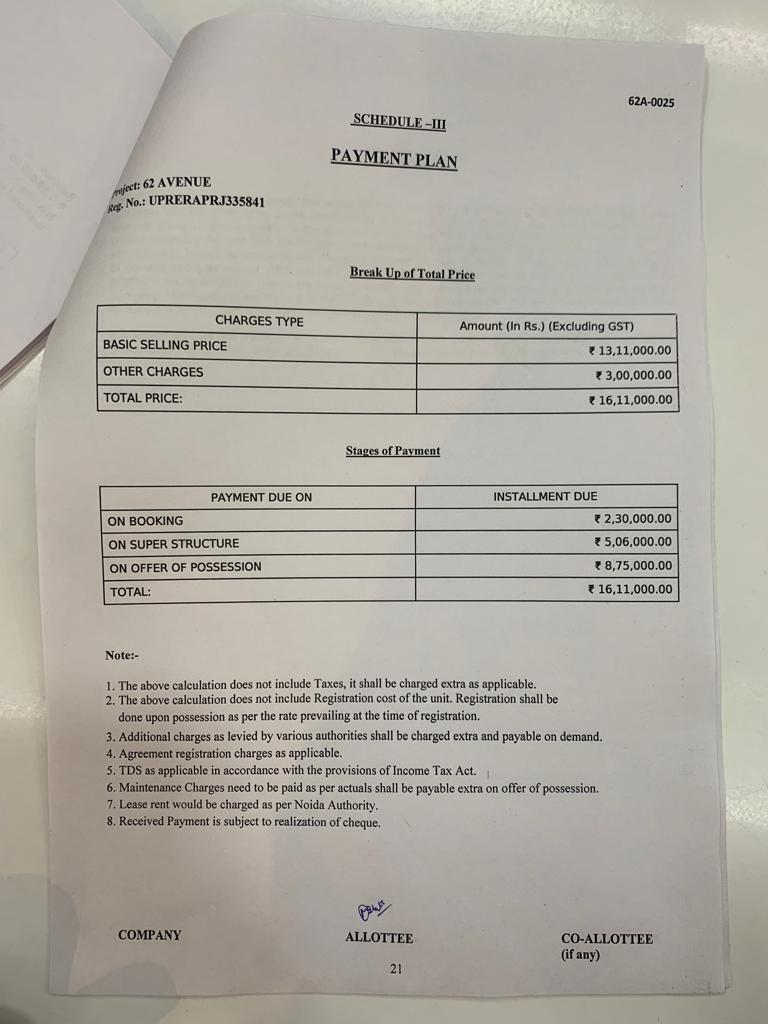 62A-0025
SCHEDULE –III
PAYMENT PLAN
Project: 62 AVENUE
Reg. No.: UPRERAPRJ335841
Break Up of Total Price
CHARGES TYPE Amount (In Rs.) (Excluding GST)
BASIC SELLING PRICE ₹ 13,11,000.00
OTHER CHARGES ₹ 3,00,000.00
TOTAL PRICE: ₹ 16,11,000.00
Stages of Payment
PAYMENT DUE ON INSTALLMENT DUE
ON BOOKING ₹ 2,30,000.00
ON SUPER STRUCTURE ₹ 5,06,000.00
ON OFFER OF POSSESSION ₹ 8,75,000.00
TOTAL: ₹ 16,11,000.00
Note:-
1. The above calculation does not include Taxes, it shall be charged extra as applicable.
2. The above calculation does not include Registration cost of the unit. Registration shall be
done upon possession as per the rate prevailing at the time of registration.
3. Additional charges as levied by various authorities shall be charged extra and payable on demand.
4. Agreement registration charges as applicable.
5. TDS as applicable in accordance with the provisions of Income Tax Act.
6. Maintenance Charges need to be paid as per actuals shall be payable extra on offer of possession.
7. Lease rent would be charged as per Noida Authority.
8. Received Payment is subject to realization of cheque.
COMPANY ALLOTTEE CO-ALLOTTEE
(if any)
21